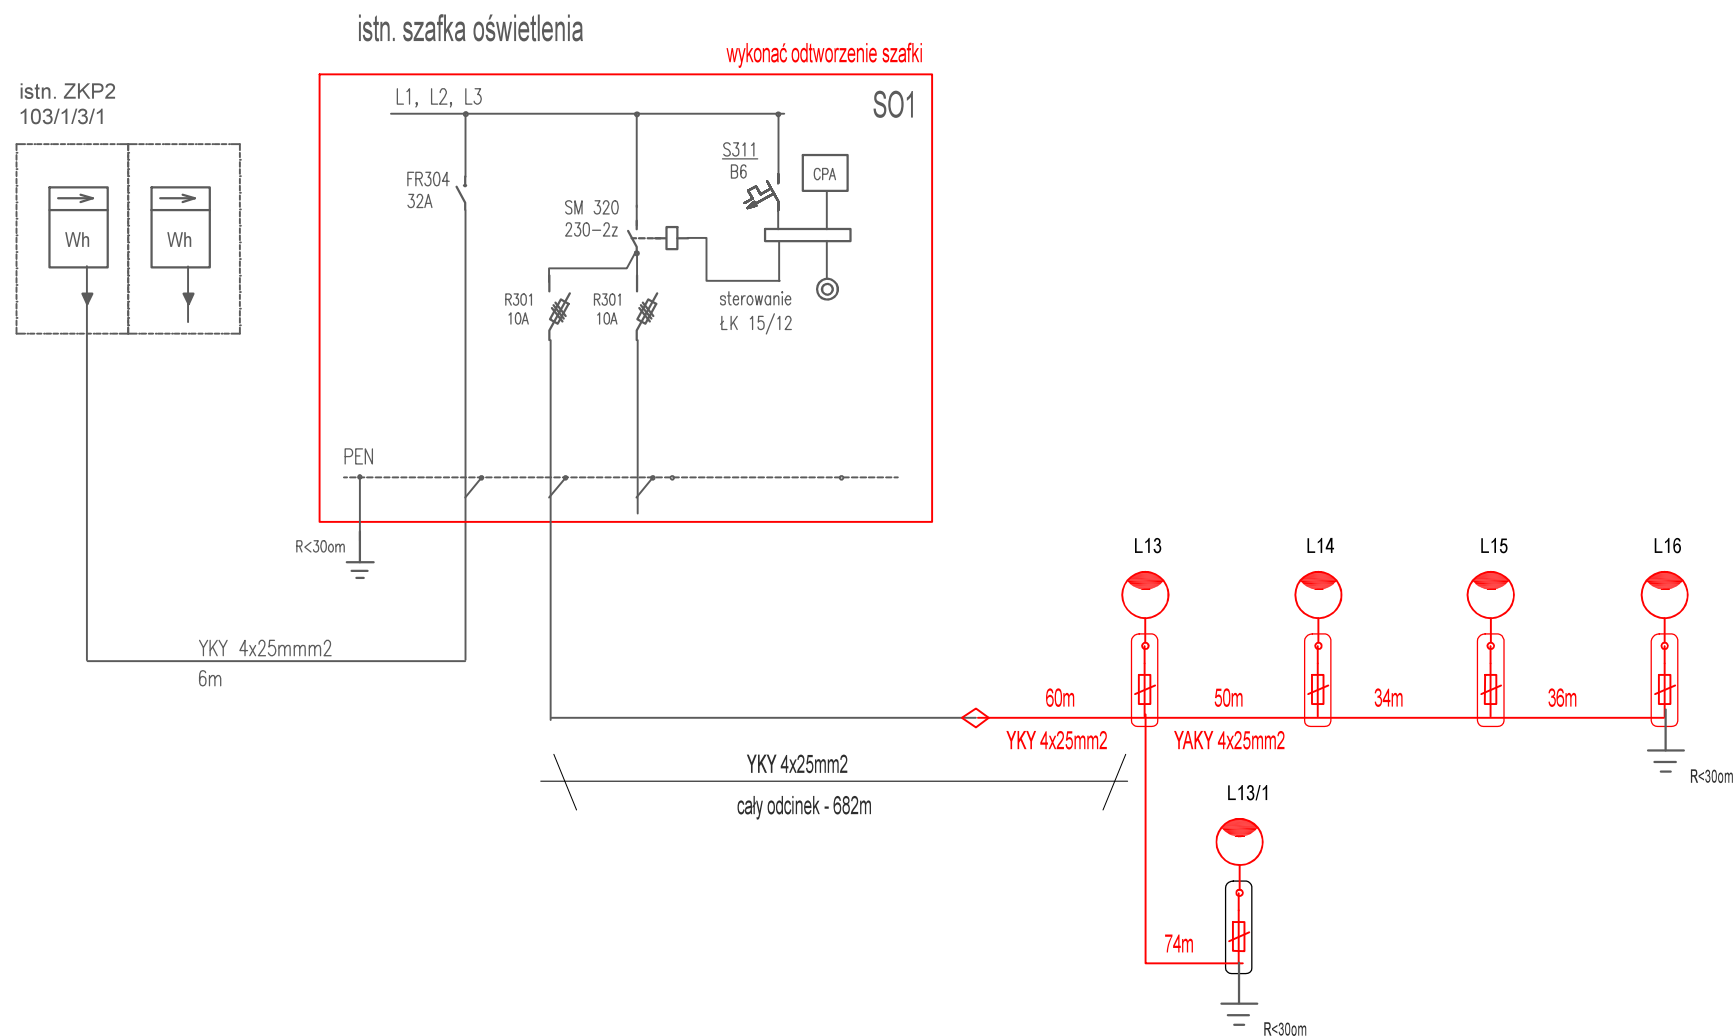 istn. szafka oświetlenia
wykonać odtworzenie szafki
istn. ZKP2
103/1/3/1
L1, L2, L3
SO1
S311
B6
CPA
FR304
32A
SM 320
230-2z
Wh
Wh
R301
10A
R301
10A
sterowanie
ŁK 15/12
PEN
R<30om
YKY 4x25mmm2
6m
L13
L14
L15
L16
60m
50m
34m
36m
YKY 4x25mm2
YAKY 4x25mm2
YKY 4x25mm2
cały odcinek - 682m
R<30om
L13/1
74m
R<30om